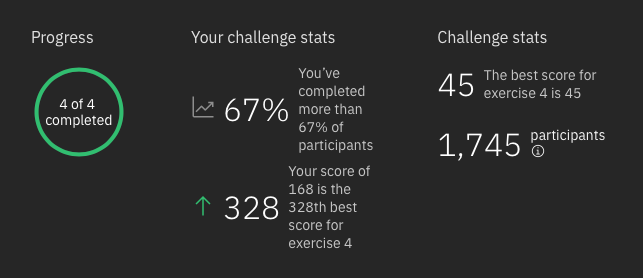 Progress
4 of 4
completed
Your challenge stats
67%
You've
completed
more than
67% of
participants
328
Your score of
168 is the
328th best
score for
exercise 4
Challenge stats
45
The best score for
exercise 4 is 45
1,745
participants